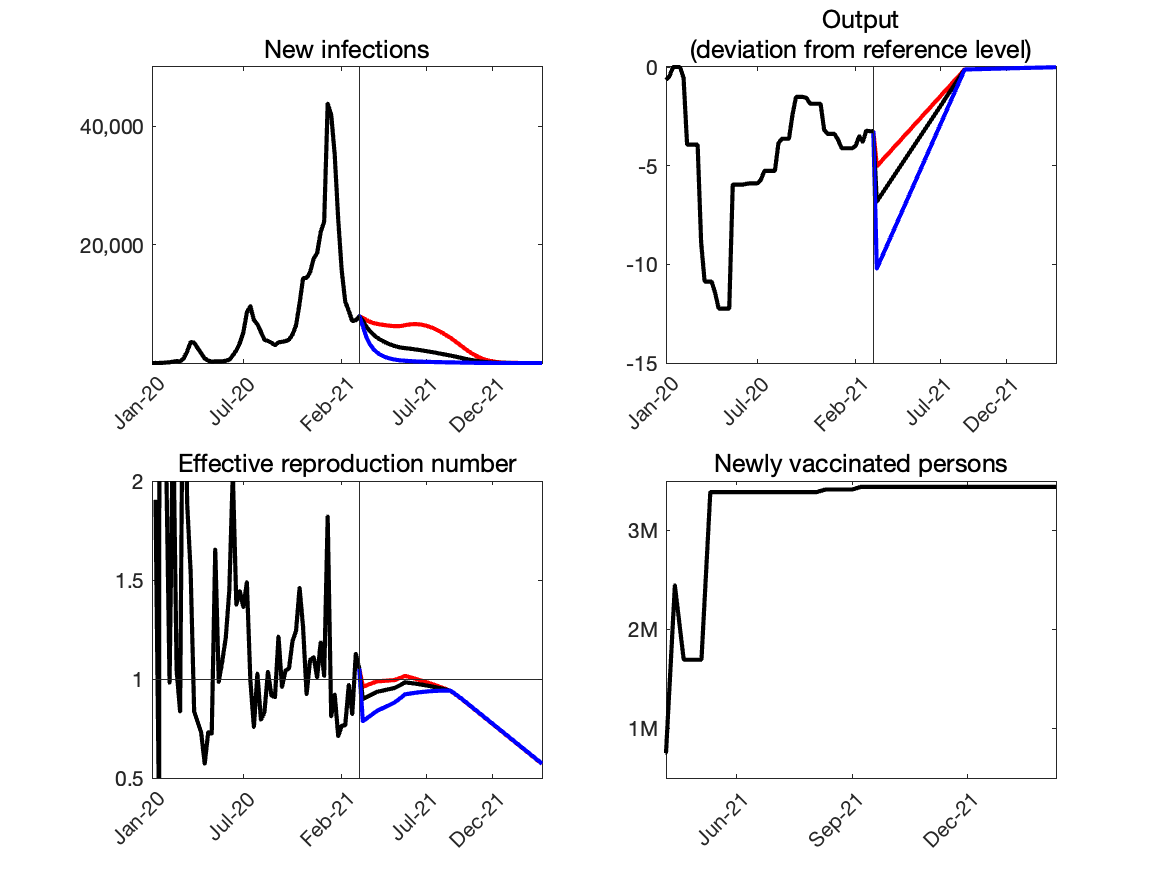 New infections
40,000
20,000
Jan-20
Jul-20
Feb-21
Jul-21
Dec-21
Output
(deviation from reference level)
0
-5
-10
-15
Jan-20
Jul-20
Feb-21
Jul-21
Dec-21
Effective reproduction number
2
1.5
1
0.5
Jan-20
Jul-20
Feb-21
Jul-21
Dec-21
Newly vaccinated persons
3M
2M
1M
Jun-21
Sep-21
Dec-21